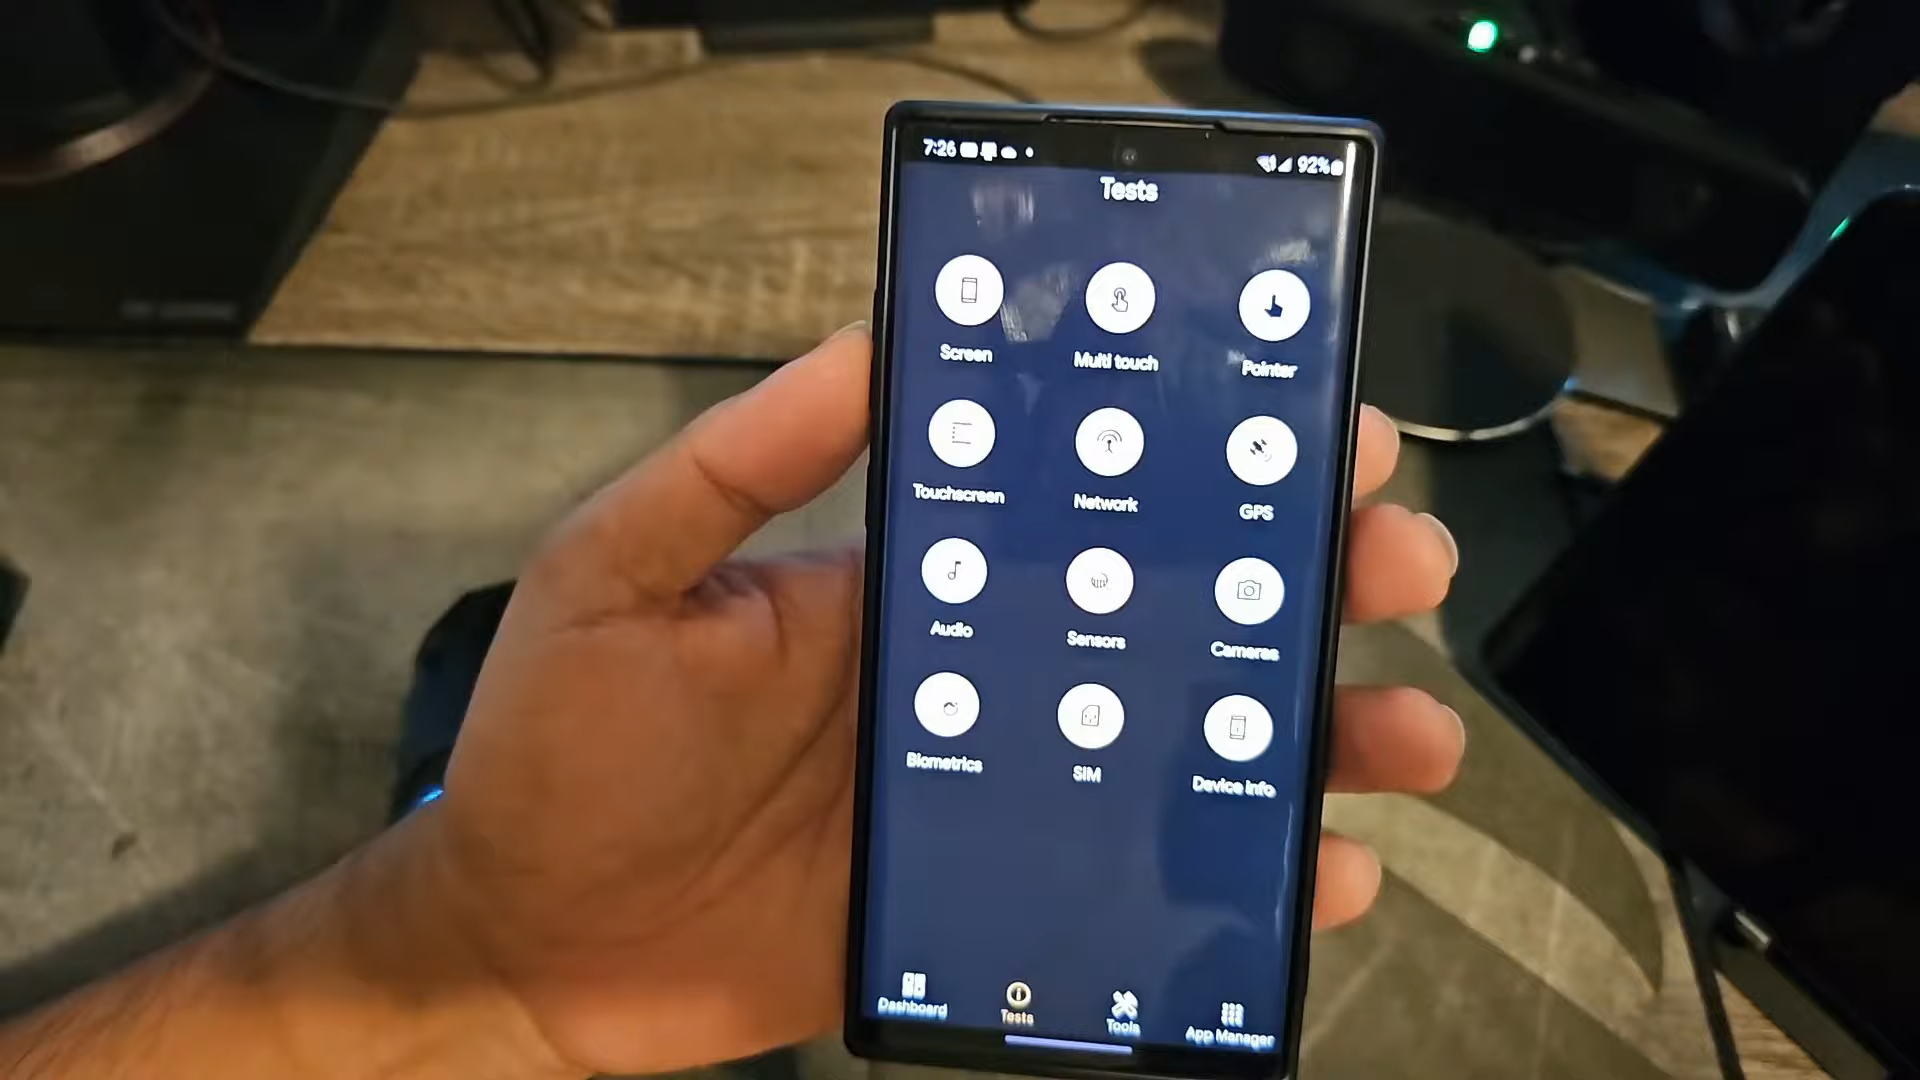 7:26 92%
Tests
Screen Multi touch Pointer
Touchscreen Network GPS
Audio Sensors Cameras
Biometrics SIM Device Info
Dashboard Tests Tools App Manager